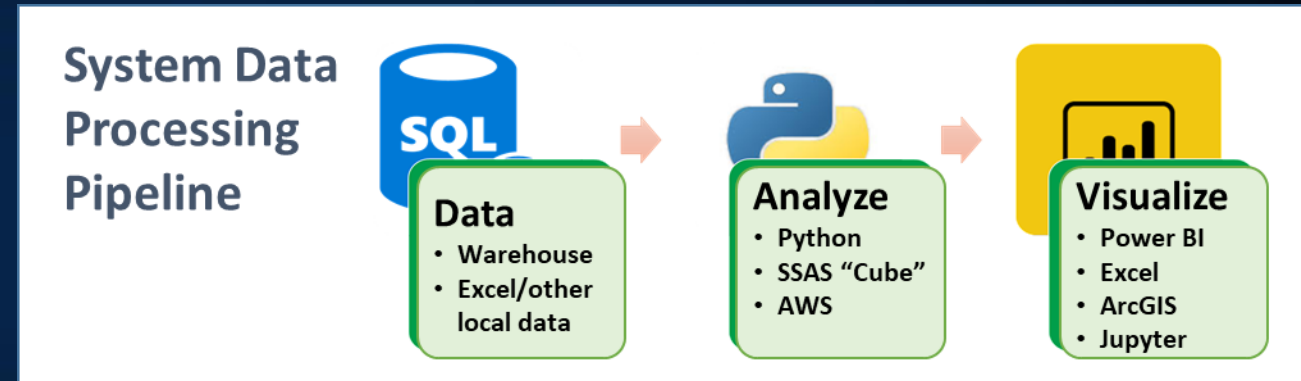 System Data
Processing
Pipeline
SQL
Data
• Warehouse
• Excel/other
local data
Analyze
• Python
• SSAS “Cube”
• AWS
Visualize
• Power BI
• Excel
• ArcGIS
• Jupyter